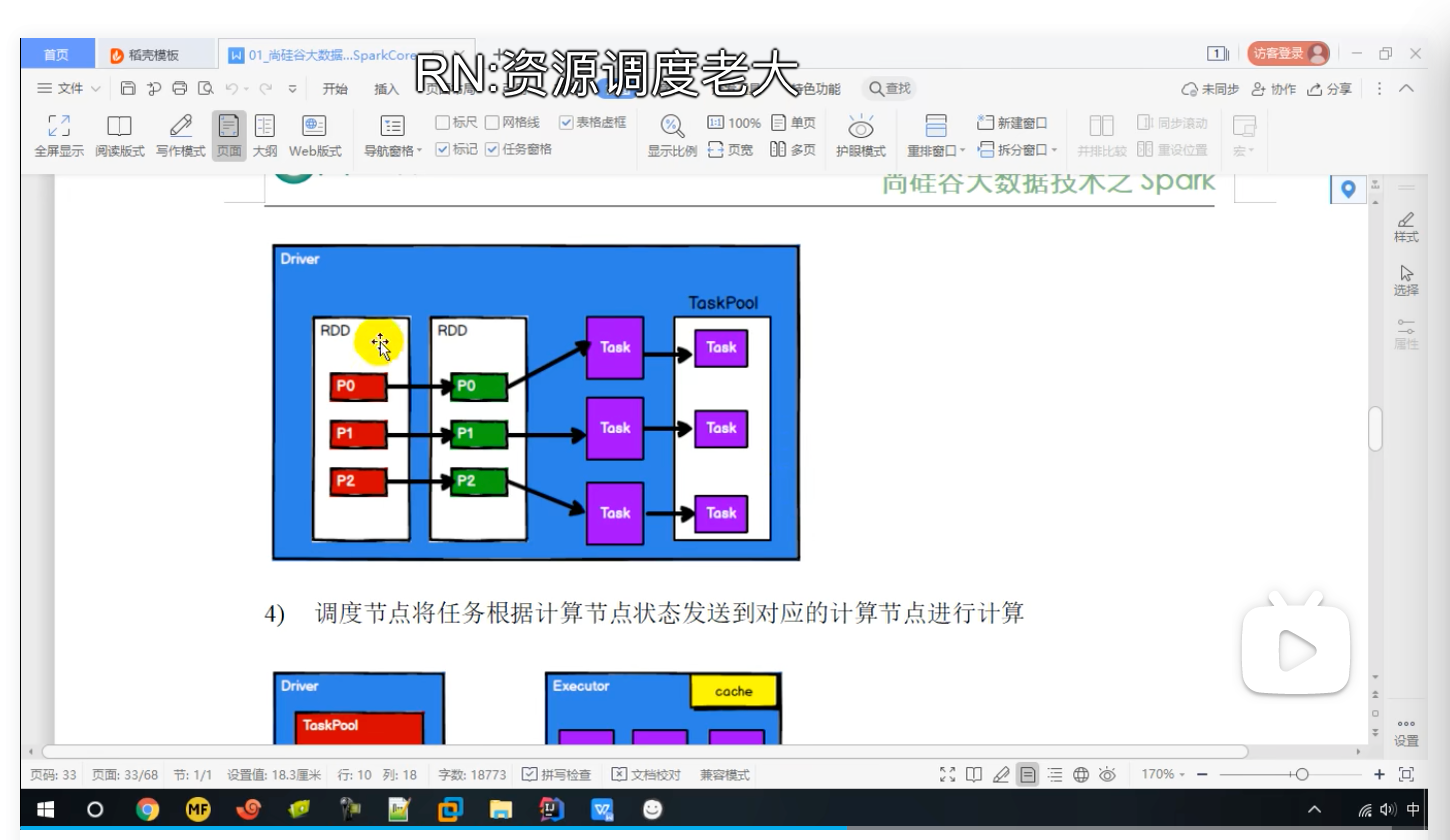 首页 稻壳模板 01_尚硅谷大数据...SparkCore 访客登录
RN:资源调度老大
文件 开始 插入 特色功能 查找 未同步 协作 分享
全屏显示 阅读版式 写作模式 页面 大纲 Web版式 导航窗格 标尺 网格线 表格虚框 显示比例 1:1 100% 单页 护眼模式 重排窗口 新建窗口 并排比较 同步滚动 宏
标记 任务窗格 页宽 多页 拆分窗口 重设位置
尚硅谷大数据技术之 Spark
样式
选择
属性
Driver
TaskPool
RDD RDD
Task Task
P0 P0
P1 P1 Task Task
P2 P2
Task Task
4) 调度节点将任务根据计算节点状态发送到对应的计算节点进行计算
Driver Executor cache
TaskPool
设置
页码: 33 页面: 33/68 节: 1/1 设置值: 18.3厘米 行: 10 列: 18 字数: 18773 拼写检查 文档校对 兼容模式 170%
MF 中